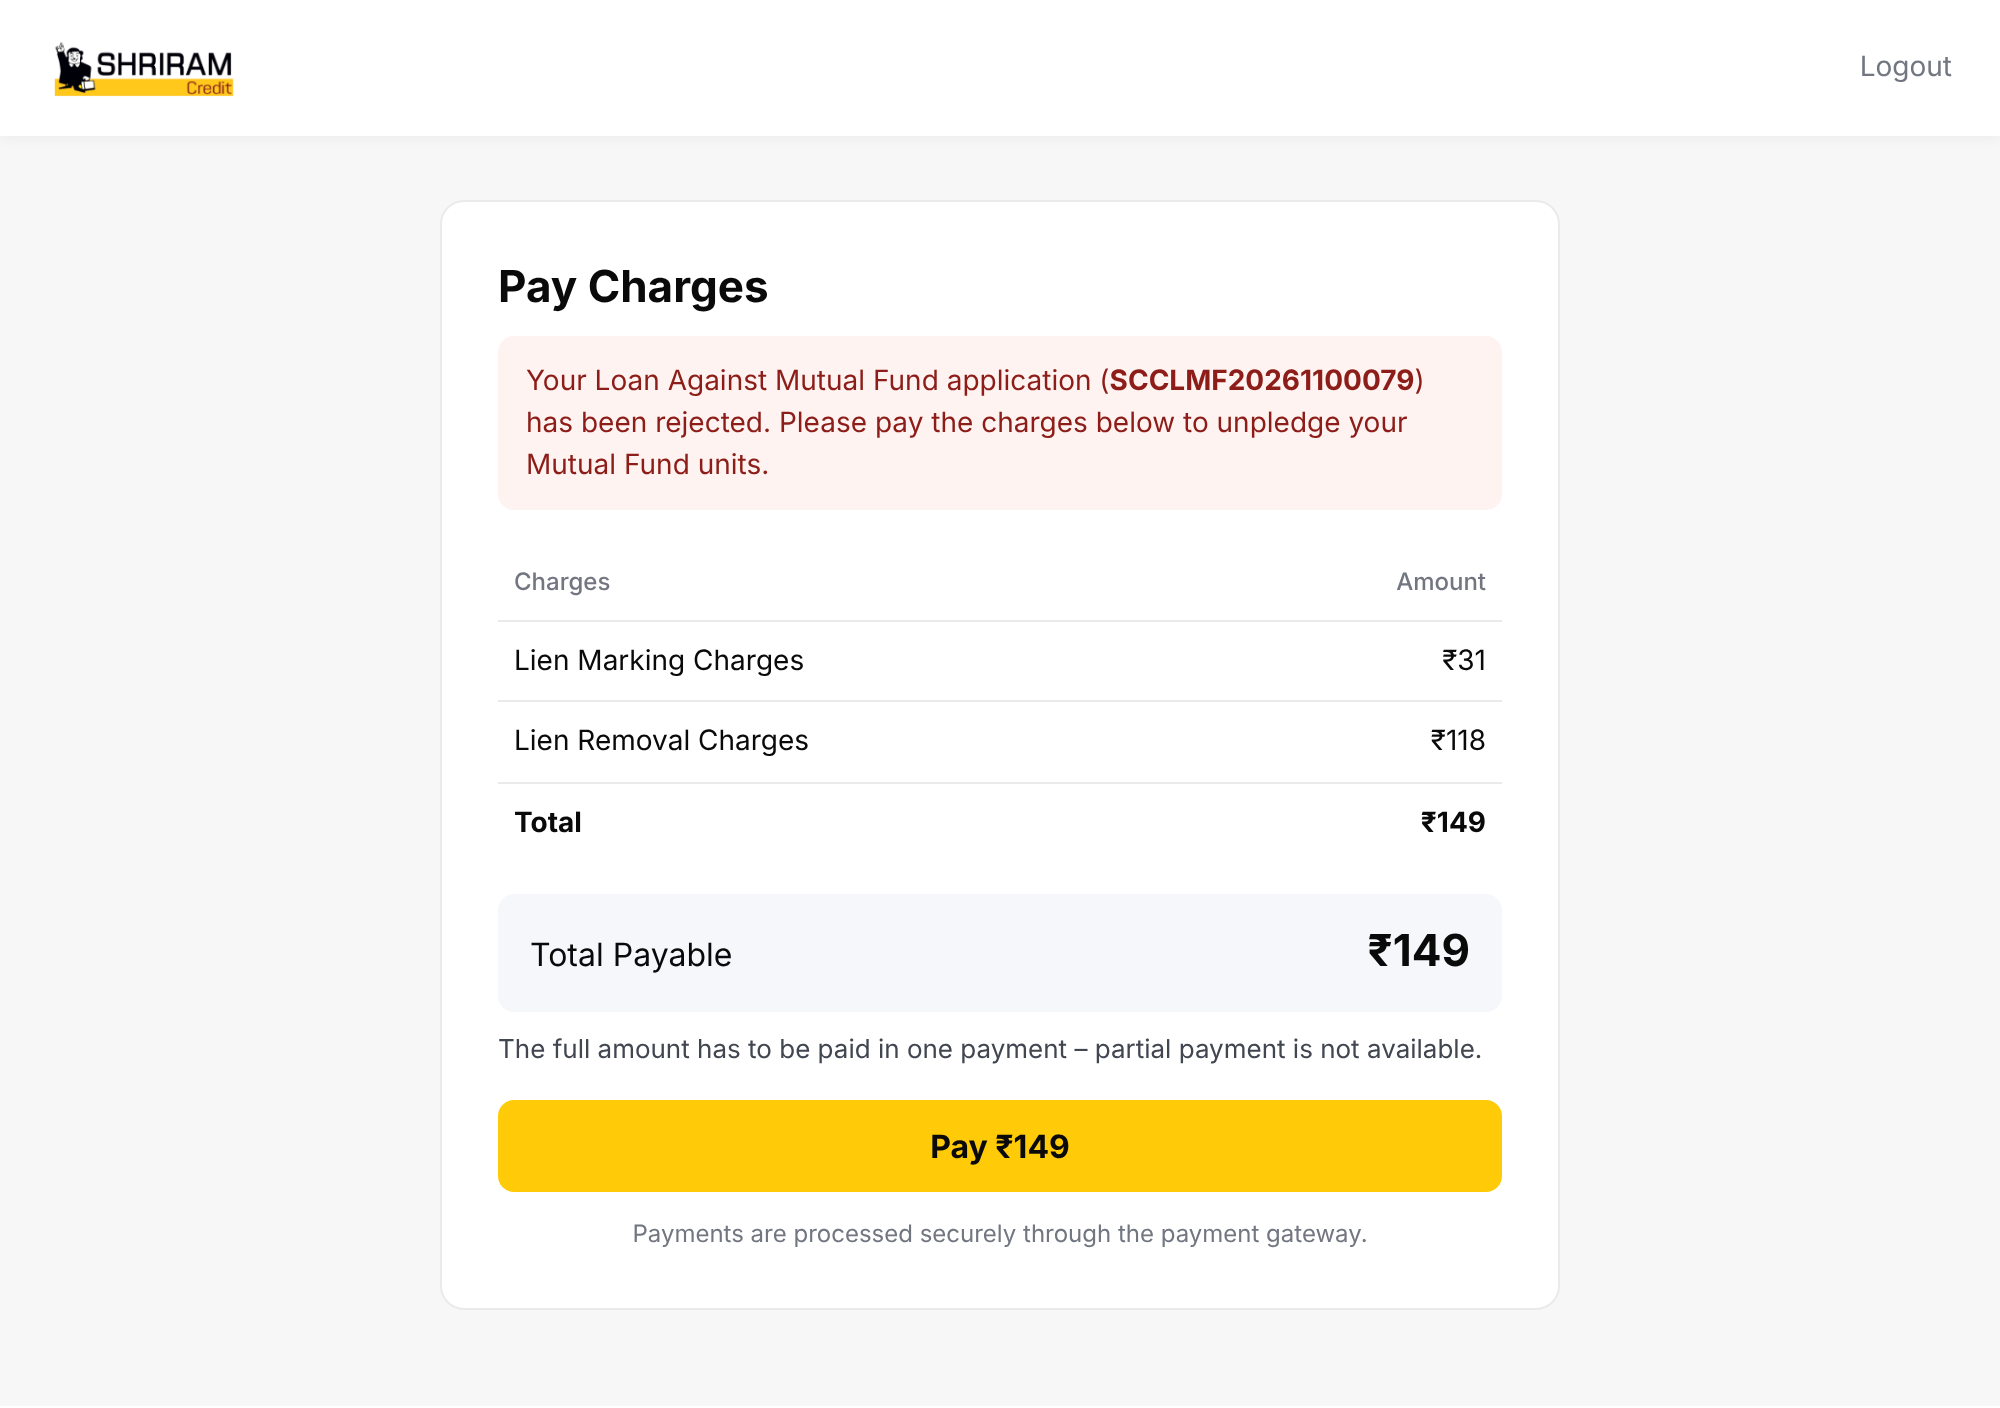 SHRIRAM
Credit
Logout
Pay Charges
Your Loan Against Mutual Fund application (SCCLMF20261100079)
has been rejected. Please pay the charges below to unpledge your
Mutual Fund units.
Charges Amount
Lien Marking Charges ₹31
Lien Removal Charges ₹118
Total ₹149
Total Payable ₹149
The full amount has to be paid in one payment – partial payment is not available.
Pay ₹149
Payments are processed securely through the payment gateway.